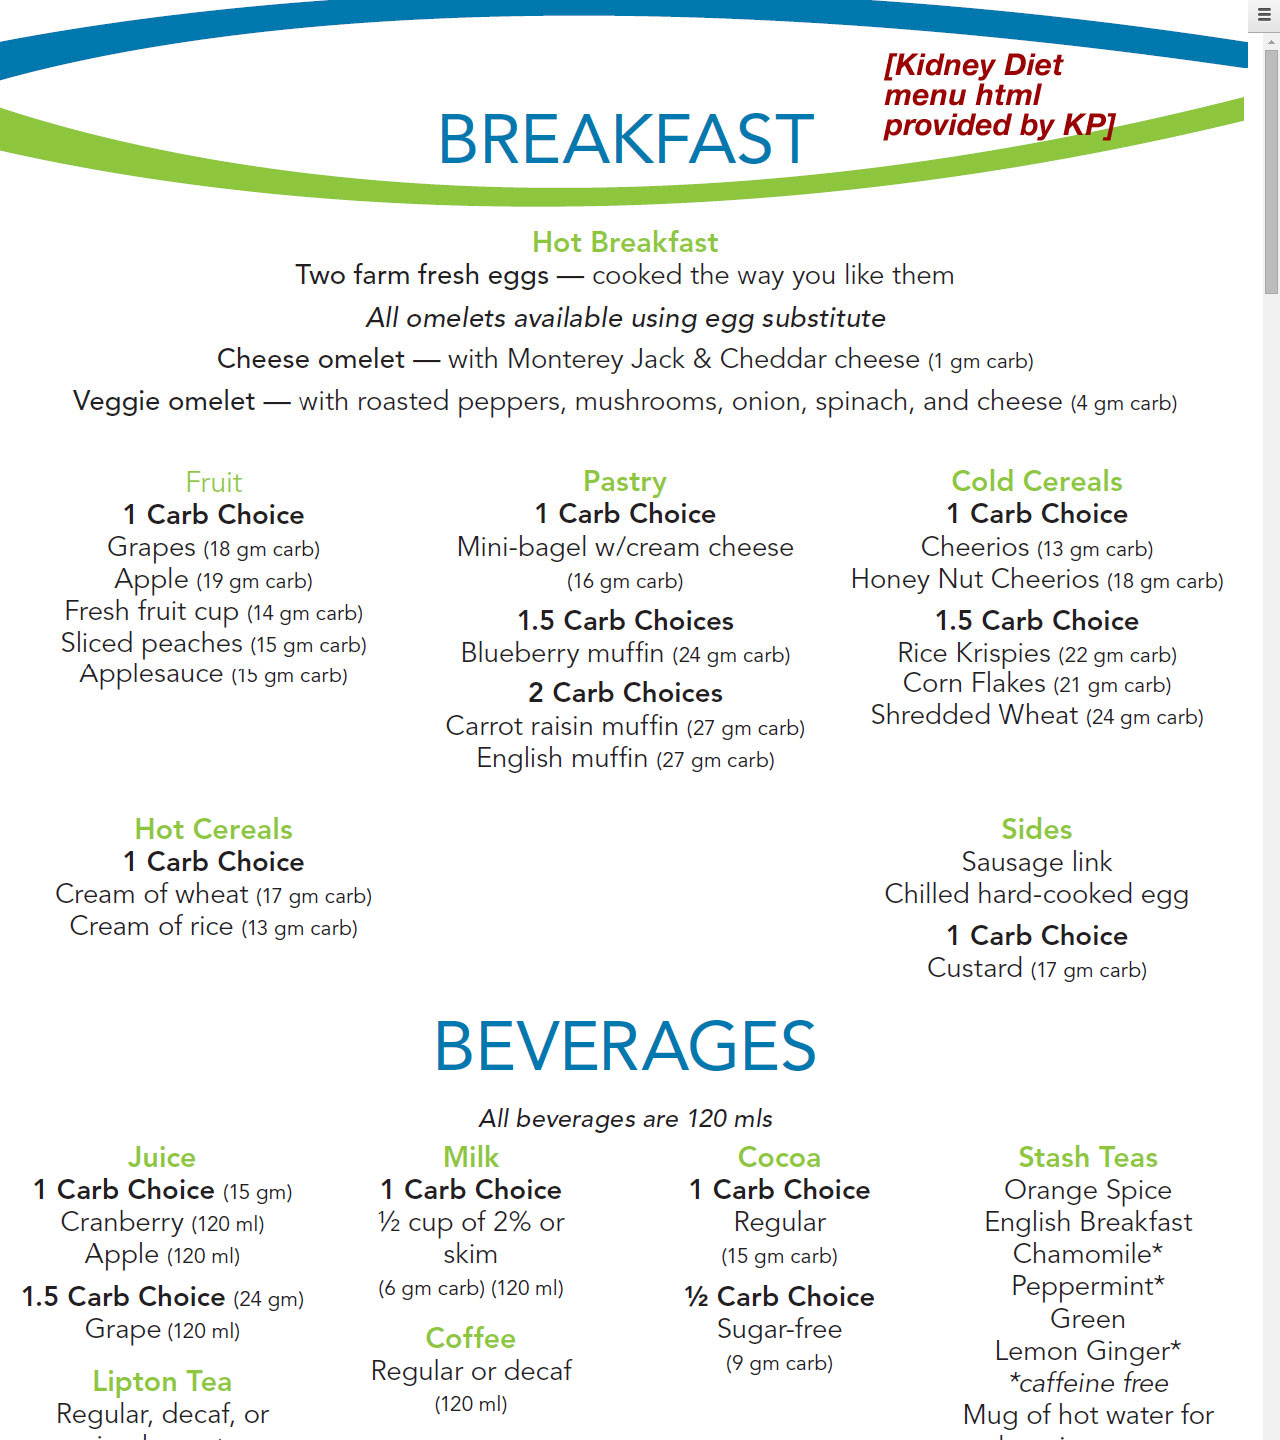 [Kidney Diet
menu html
provided by KP]
BREAKFAST
Hot Breakfast
Two farm fresh eggs — cooked the way you like them
All omelets available using egg substitute
Cheese omelet — with Monterey Jack & Cheddar cheese (1 gm carb)
Veggie omelet — with roasted peppers, mushrooms, onion, spinach, and cheese (4 gm carb)
Fruit
1 Carb Choice
Grapes (18 gm carb)
Apple (19 gm carb)
Fresh fruit cup (14 gm carb)
Sliced peaches (15 gm carb)
Applesauce (15 gm carb)
Pastry
1 Carb Choice
Mini-bagel w/cream cheese
(16 gm carb)
1.5 Carb Choices
Blueberry muffin (24 gm carb)
2 Carb Choices
Carrot raisin muffin (27 gm carb)
English muffin (27 gm carb)
Cold Cereals
1 Carb Choice
Cheerios (13 gm carb)
Honey Nut Cheerios (18 gm carb)
1.5 Carb Choice
Rice Krispies (22 gm carb)
Corn Flakes (21 gm carb)
Shredded Wheat (24 gm carb)
Hot Cereals
1 Carb Choice
Cream of wheat (17 gm carb)
Cream of rice (13 gm carb)
Sides
Sausage link
Chilled hard-cooked egg
1 Carb Choice
Custard (17 gm carb)
BEVERAGES
All beverages are 120 mls
Juice
1 Carb Choice (15 gm)
Cranberry (120 ml)
Apple (120 ml)
1.5 Carb Choice (24 gm)
Grape (120 ml)
Lipton Tea
Regular, decaf, or
Milk
1 Carb Choice
½ cup of 2% or
skim
(6 gm carb) (120 ml)
Coffee
Regular or decaf
(120 ml)
Cocoa
1 Carb Choice
Regular
(15 gm carb)
½ Carb Choice
Sugar-free
(9 gm carb)
Stash Teas
Orange Spice
English Breakfast
Chamomile*
Peppermint*
Green
Lemon Ginger*
*caffeine free
Mug of hot water for